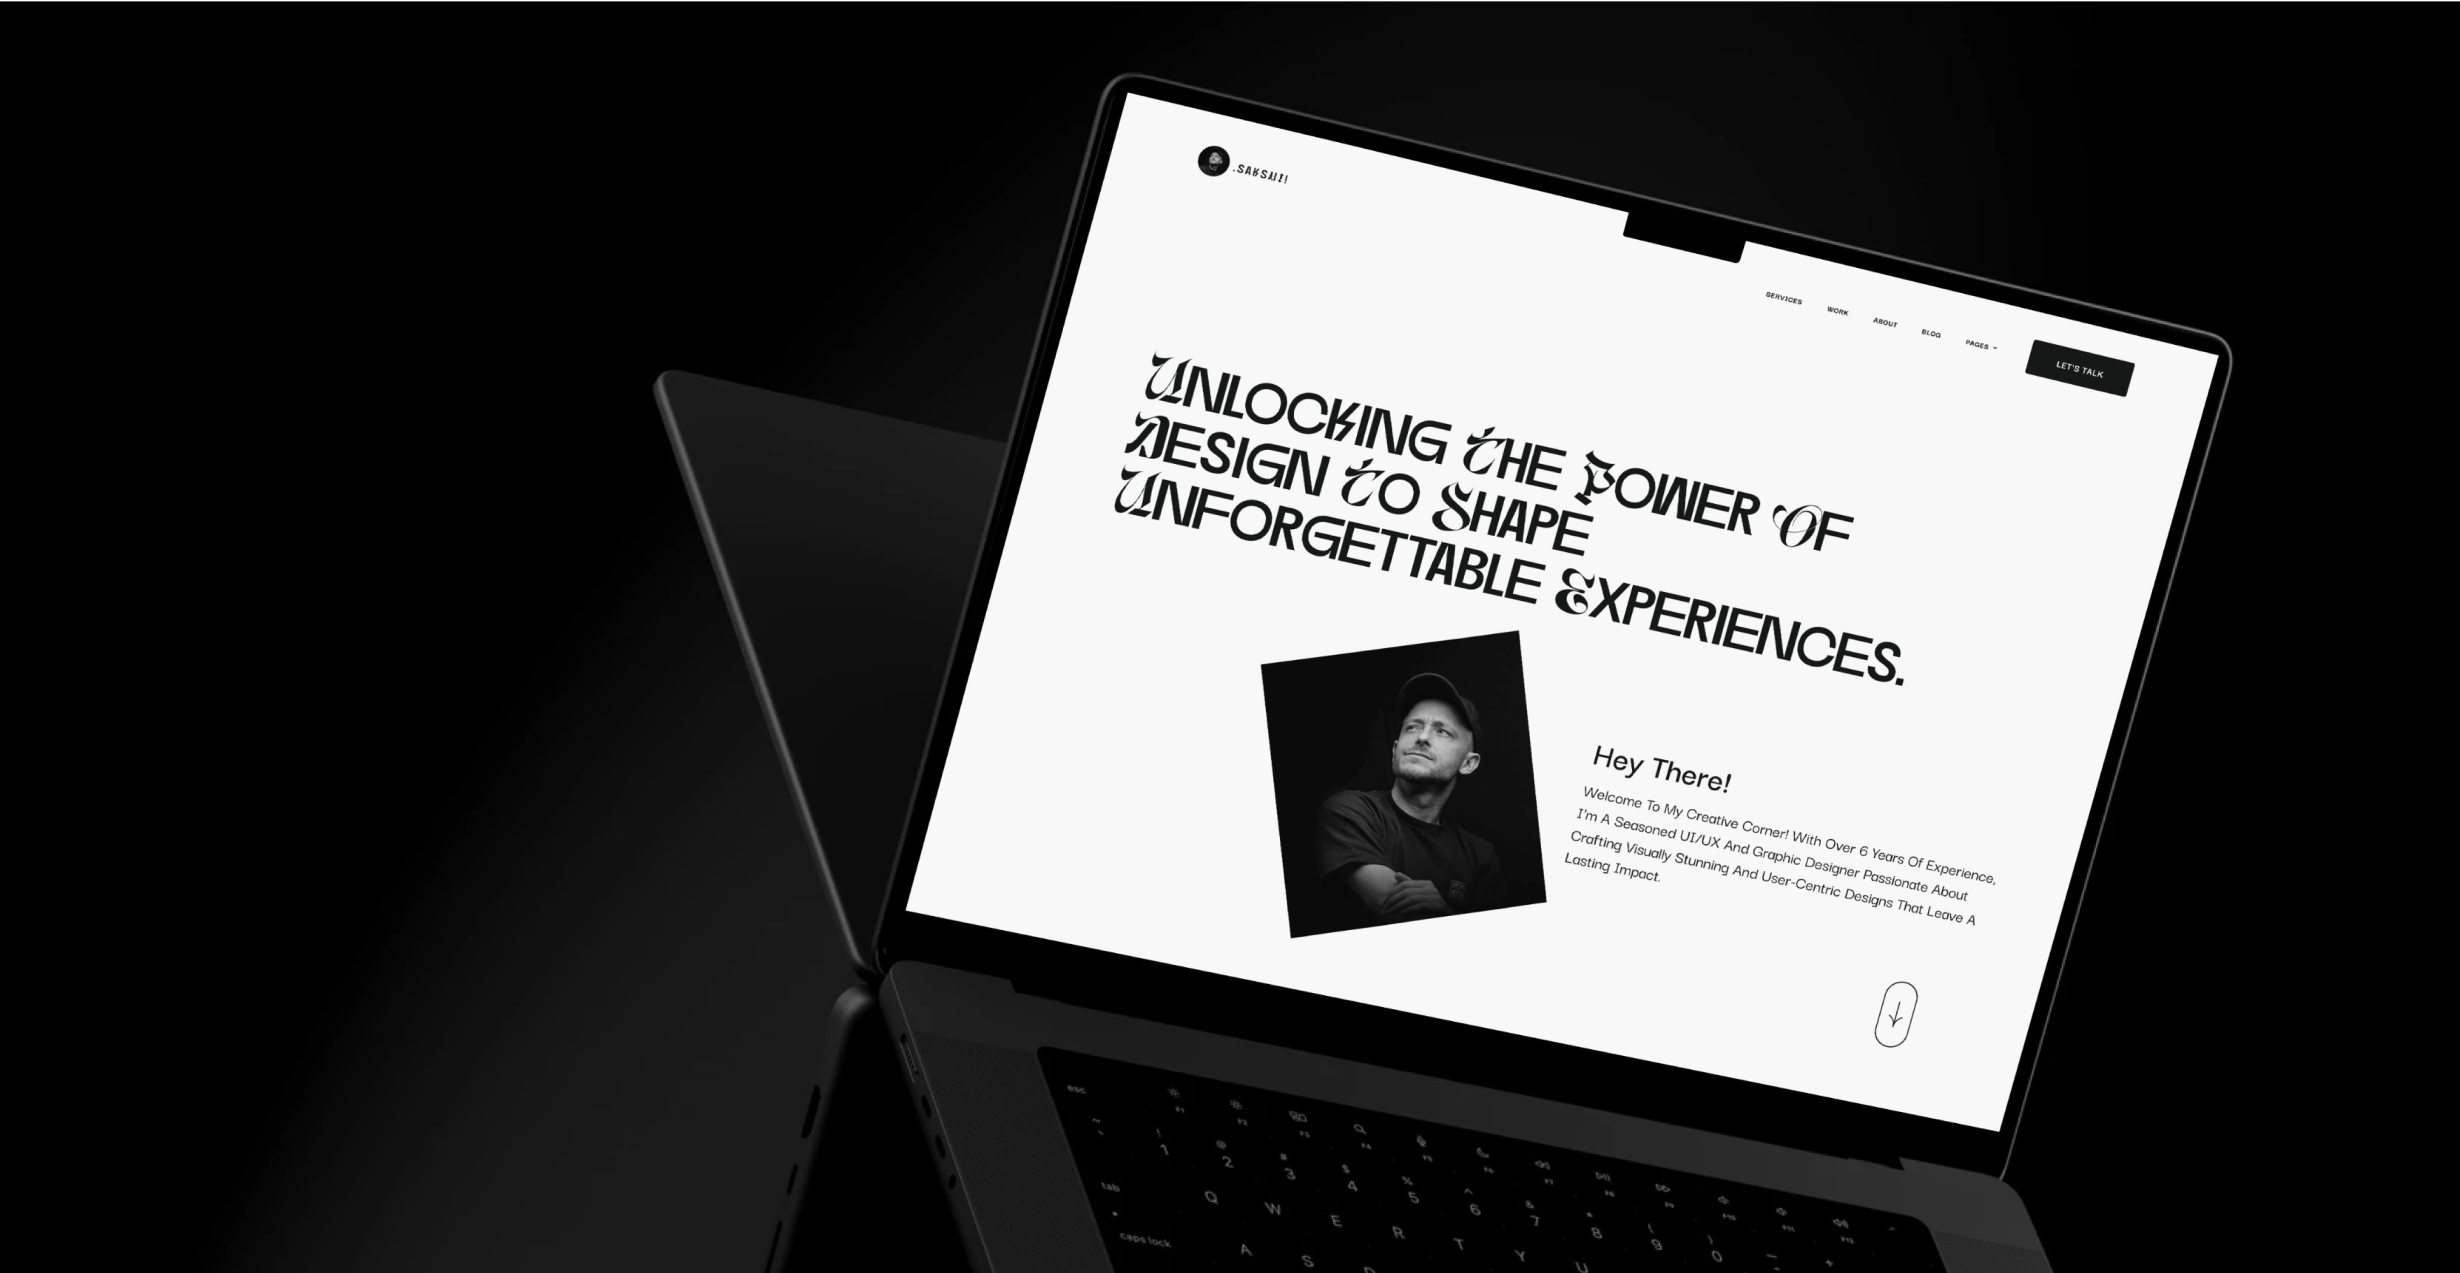 .SAKSHI!
SERVICES WORK ABOUT BLOG PAGES LET'S TALK
UNLOCKING THE POWER OF
DESIGN TO SHAPE
UNFORGETTABLE EXPERIENCES.
Hey There!
Welcome To My Creative Corner! With Over 6 Years Of Experience,
I'm A Seasoned UI/UX And Graphic Designer Passionate About
Crafting Visually Stunning And User-Centric Designs That Leave A
Lasting Impact.
esc F1 F2 F3 F4 F5 F6 F7 F8 F9 F10 F11 F12
~ ! @ # $ % ^ & * ( ) _ +
` 1 2 3 4 5 6 7 8 9 0
tab Q W E R T Y U
caps lock A S